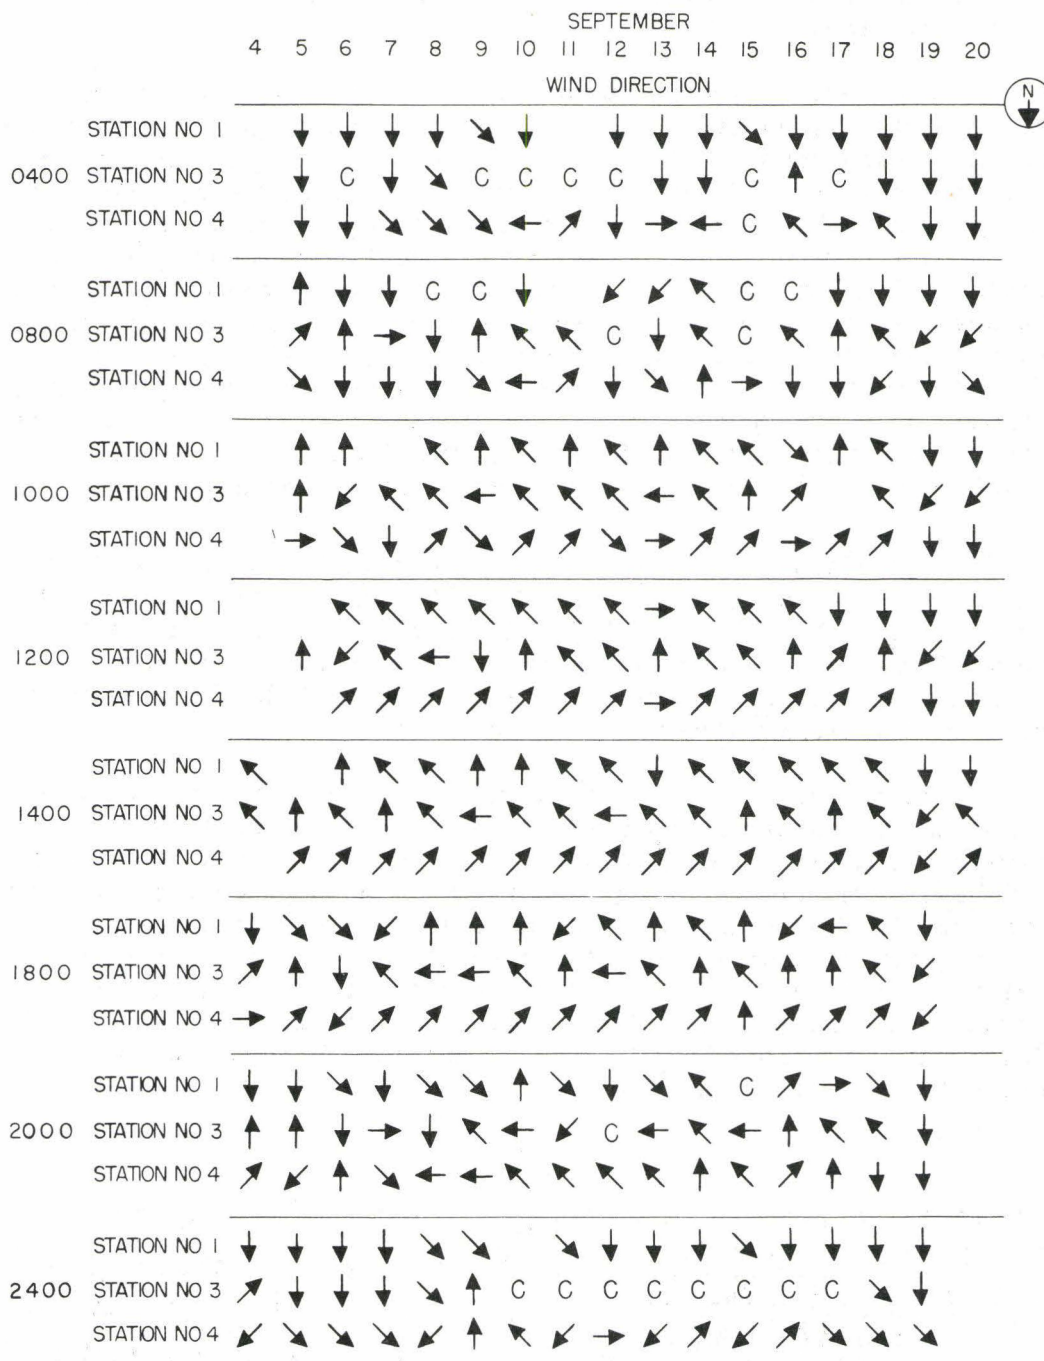 SEPTEMBER
4 5 6 7 8 9 10 11 12 13 14 15 16 17 18 19 20
WIND DIRECTION
N
STATION NO 1
0400 STATION NO 3 C C C C C C C
STATION NO 4 C
STATION NO 1 C C C C
0800 STATION NO 3 C C
STATION NO 4
STATION NO 1
1000 STATION NO 3
STATION NO 4
STATION NO 1
1200 STATION NO 3
STATION NO 4
STATION NO 1
1400 STATION NO 3
STATION NO 4
STATION NO 1
1800 STATION NO 3
STATION NO 4
STATION NO 1 C
2000 STATION NO 3 C
STATION NO 4
STATION NO 1
2400 STATION NO 3 C C C C C C C C
STATION NO 4